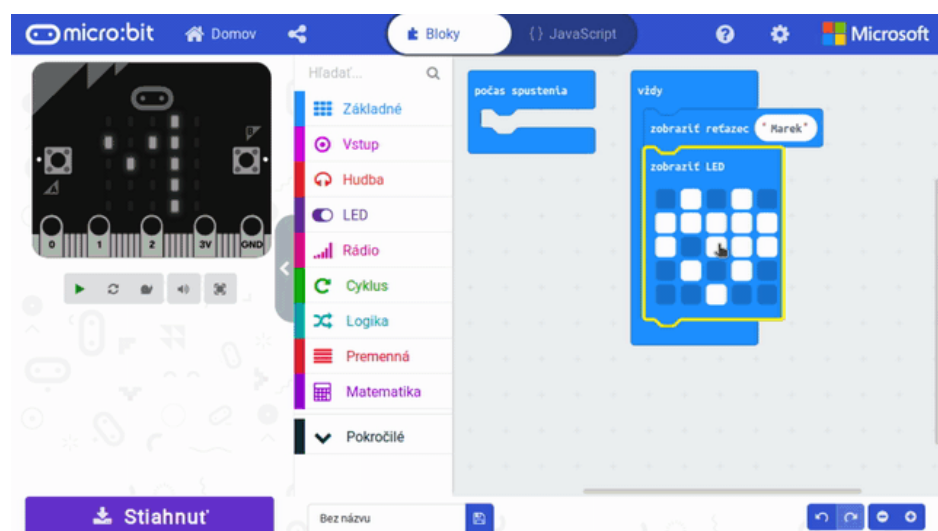 micro:bit
Domov
Bloky
{} JavaScript
Microsoft
Hľadať...
Základné
Vstup
Hudba
LED
Rádio
Cyklus
Logika
Premenná
Matematika
Pokročilé
počas spustenia
vždy
zobraziť reťazec "Marek"
zobraziť LED
A
B
0 1 2 3V GND
Stiahnuť
Bez názvu